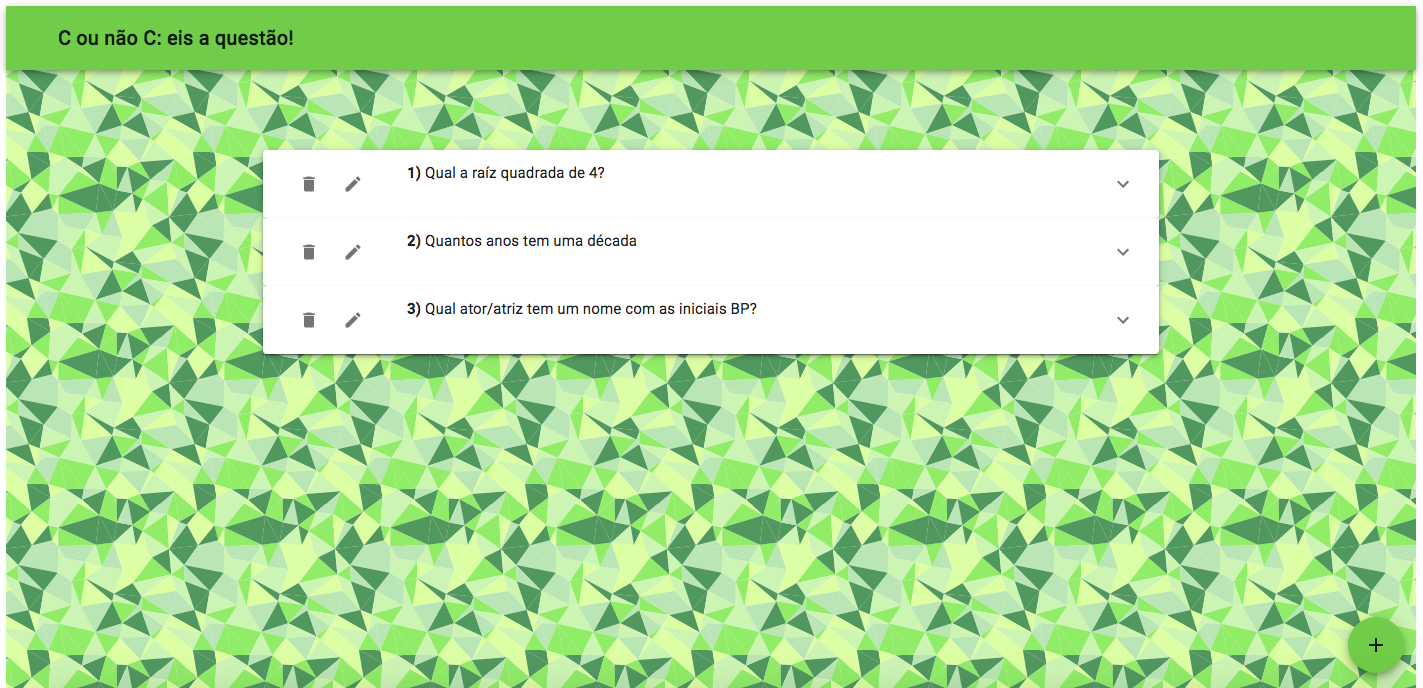 C ou não C: eis a questão!
1) Qual a raíz quadrada de 4?
2) Quantos anos tem uma década
3) Qual ator/atriz tem um nome com as iniciais BP?